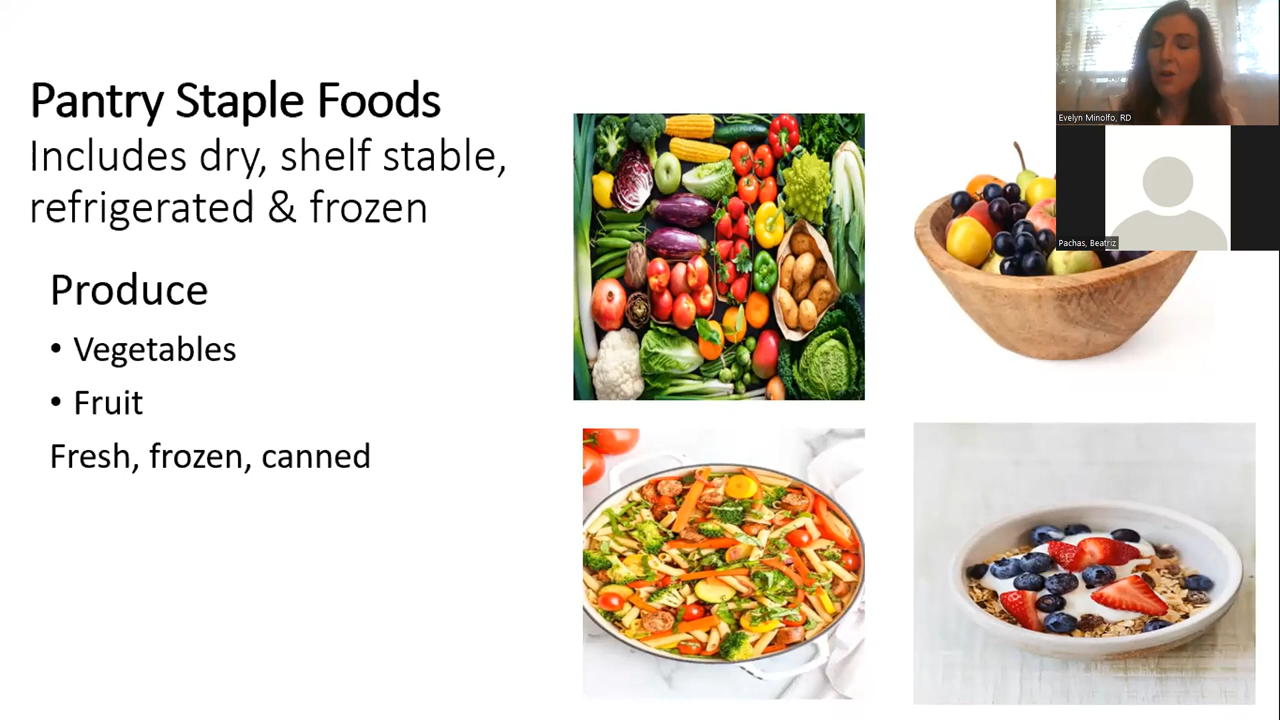 Pantry Staple Foods
Includes dry, shelf stable,
refrigerated & frozen
Produce
• Vegetables
• Fruit
Fresh, frozen, canned
Evelyn Minolfo, RD
Pachas, Beatriz